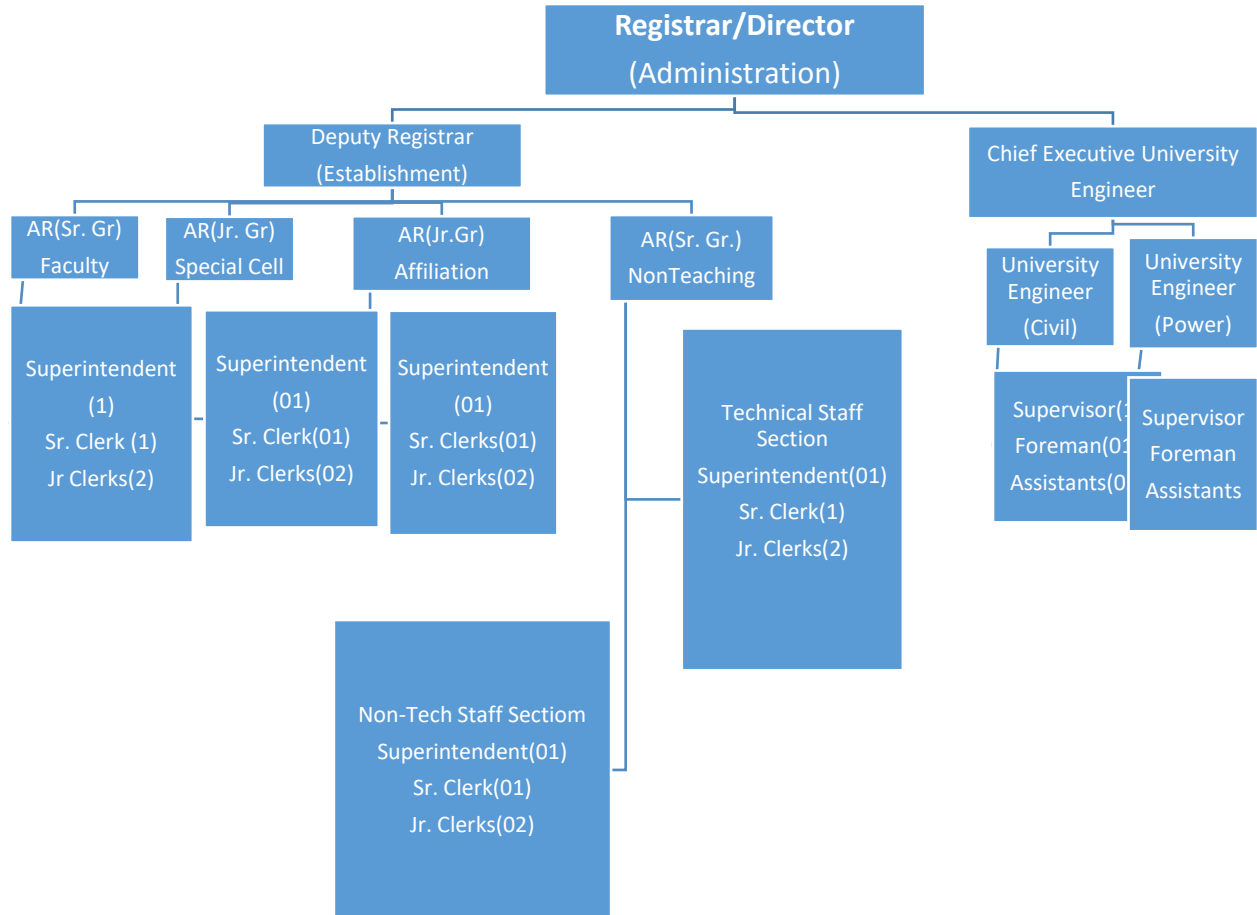 Registrar/Director
(Administration)
Deputy Registrar
(Establishment)
Chief Executive University
Engineer
AR(Sr. Gr)
Faculty
AR(Jr. Gr)
Special Cell
AR(Jr.Gr)
Affiliation
AR(Sr. Gr.)
NonTeaching
University
Engineer
(Civil)
University
Engineer
(Power)
Superintendent
(1)
Sr. Clerk (1)
Jr Clerks(2)
Superintendent
(01)
Sr. Clerk(01)
Jr. Clerks(02)
Superintendent
(01)
Sr. Clerks(01)
Jr. Clerks(02)
Technical Staff
Section
Superintendent(01)
Sr. Clerk(1)
Jr. Clerks(2)
Supervisor(
Foreman(01
Assistants(0
Supervisor
Foreman
Assistants
Non-Tech Staff Sectiom
Superintendent(01)
Sr. Clerk(01)
Jr. Clerks(02)